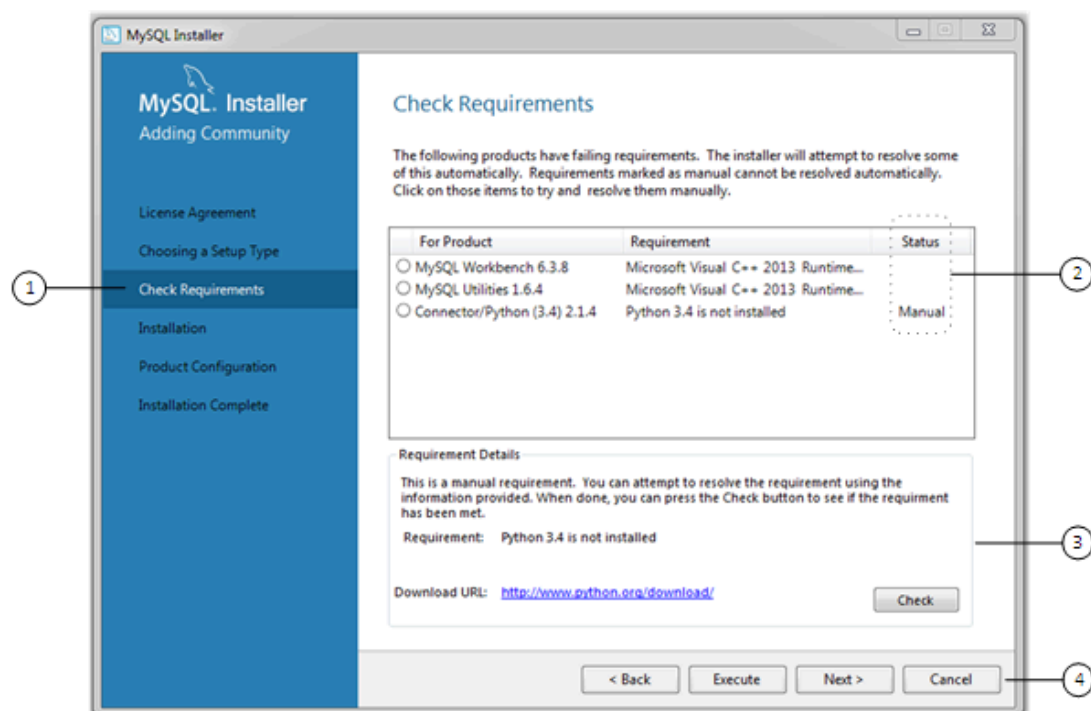 MySQL Installer
MySQL. Installer
Adding Community
License Agreement
Choosing a Setup Type
Check Requirements
Installation
Product Configuration
Installation Complete
1
Check Requirements
The following products have failing requirements. The installer will attempt to resolve some
of this automatically. Requirements marked as manual cannot be resolved automatically.
Click on those items to try and resolve them manually.
For Product Requirement Status
MySQL Workbench 6.3.8 Microsoft Visual C++ 2013 Runtime...
MySQL Utilities 1.6.4 Microsoft Visual C++ 2013 Runtime...
Connector/Python (3.4) 2.1.4 Python 3.4 is not installed Manual
2
Requirement Details
This is a manual requirement. You can attempt to resolve the requirement using the
information provided. When done, you can press the Check button to see if the requirment
has been met.
Requirement: Python 3.4 is not installed
3
Download URL: http://www.python.org/download/
Check
< Back Execute Next > Cancel
4